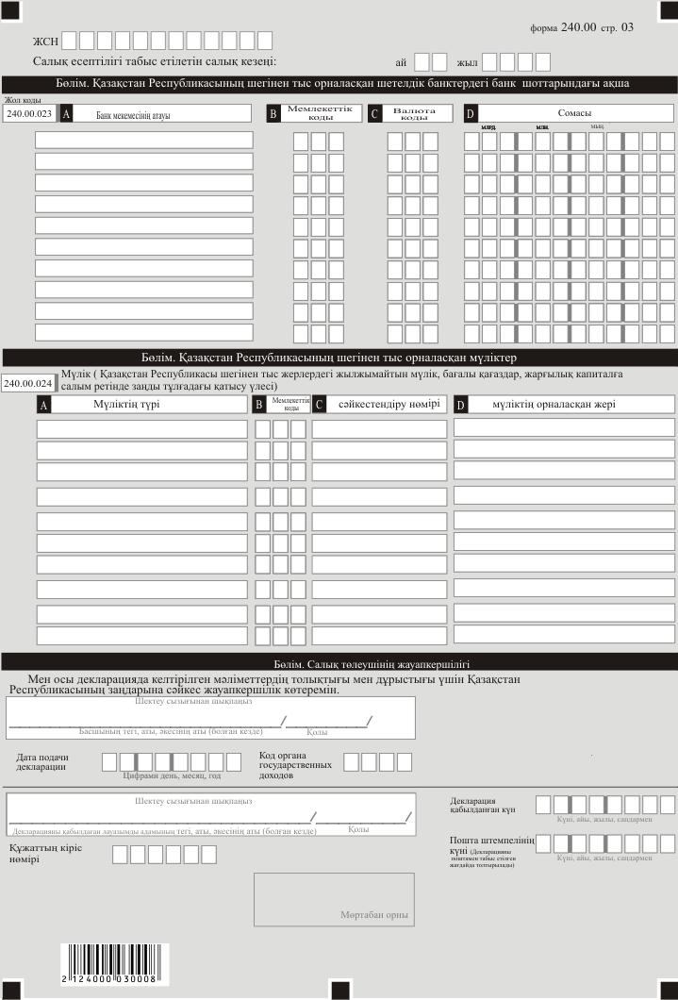 форма 240.00 стр. 03
ЖСН
Салық есептілігі табыс етілетін салық кезеңі: ай жыл
Бөлім. Қазақстан Республикасының шегінен тыс орналасқан шетелдік банктердегі банк шоттарындағы ақша
Жол коды
240.00.023 A Банк мекемесінің атауы B Мемлекеттік коды C Валюта коды D Сомасы
млрд. млн. мың.
Бөлім. Қазақстан Республикасының шегінен тыс орналасқан мүліктер
240.00.024 Мүлік ( Қазақстан Республикасы шегінен тыс жерлердегі жылжымайтын мүлік, бағалы қағаздар, жарғылық капиталға
салым ретінде заңды тұлғадағы қатысу үлесі)
A Мүліктің түрі B Мемлекеттік коды C сәйкестендіру нөмірі D мүліктің орналасқан жері
Бөлім. Салық төлеушінің жауапкершілігі
Мен осы декларацияда келтірілген мәліметтердің толықтығы мен дұрыстығы үшін Қазақстан
Республикасының заңдарына сәйкес жауапкершілік көтеремін.
Шектеу сызығынан шықпаңыз
Басшының тегі, аты, әкесінің аты (болған кезде) Қолы
Дата подачи
декларации
Цифрами день, месяц, год
Код органа
государственных
доходов
Шектеу сызығынан шықпаңыз
Декларацияны қабылдаған лауазымды адамының тегі, аты, әкесінің аты (болған кезде) Қолы
Декларация
қабылданған күн
Күні, айы, жылы, сандармен
Құжаттың кіріс
нөмірі
Пошта штемпелінің
күні (Декларацияны
поштамен табыс етілген
жағдайда толтырылады)
Күні, айы, жылы, сандармен
Мөртабан орны
2 124000 030008